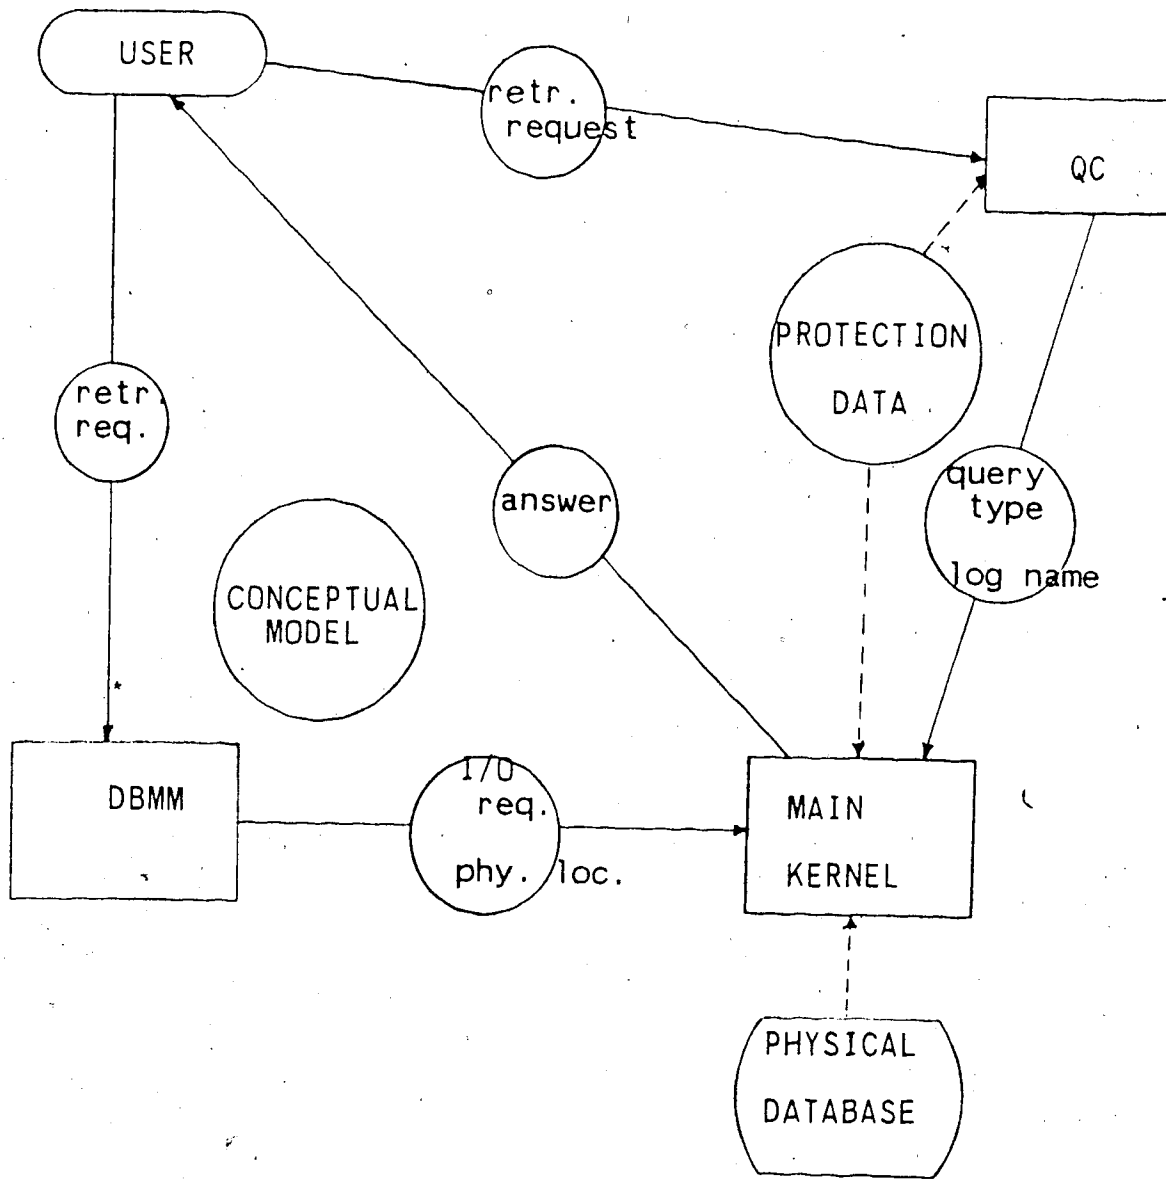 USER
retr.
request
QC
PROTECTION
DATA
retr.
req.
answer
query
type
log name
CONCEPTUAL
MODEL
DBMM
I/O
req.
phy. loc.
MAIN
KERNEL
PHYSICAL
DATABASE